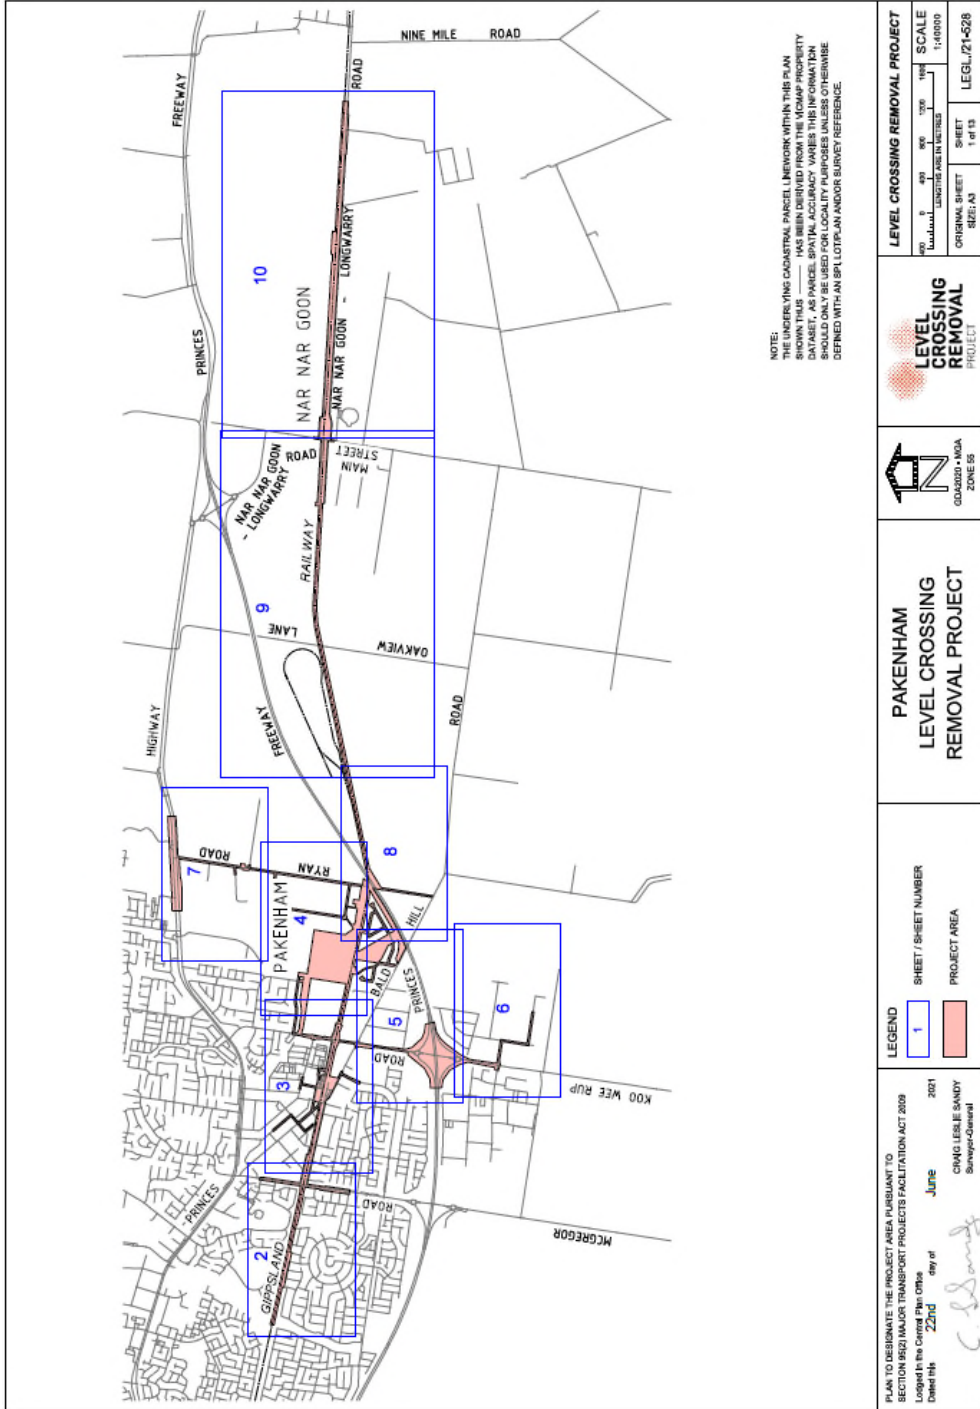 NINE MILE ROAD
FREEWAY
ROAD
PRINCES
10
NAR NAR GOON
NAR NAR GOON - LONGWARRY
NAR NAR GOON
- LONGWARRY
ROAD
MAIN
STREET
RAILWAY
9
OAKVIEW LANE
HIGHWAY
FREEWAY
ROAD
7
RYAN ROAD
8
PAKENHAM
4
BALD HILL
PRINCES
5
6
ROAD
KOO WEE RUP
3
PRINCES
2
GIPPSLAND
ROAD
MCGREGOR
NOTE:
THE UNDERLYING CADASTRAL PARCEL LINEWORK WITHIN THIS PLAN
SHOWN THUS ——— HAS BEEN DERIVED FROM THE VICMAP PROPERTY
DATASET, AS PARCEL SPATIAL ACCURACY VARIES THIS INFORMATION
SHOULD ONLY BE USED FOR LOCALITY PURPOSES UNLESS OTHERWISE
DEFINED WITH AN SPI, LOT/PLAN AND/OR SURVEY REFERENCE.
PLAN TO DESIGNATE THE PROJECT AREA PURSUANT TO
SECTION 95(2) MAJOR TRANSPORT PROJECTS FACILITATION ACT 2009
Lodged in the Central Plan Office
Dated this 22nd day of June 2021
CRAIG LESLIE SANDY
Surveyor-General
LEGEND
1 SHEET / SHEET NUMBER
PROJECT AREA
PAKENHAM
LEVEL CROSSING
REMOVAL PROJECT
N
GDA2020 • MGA
ZONE 55
LEVEL
CROSSING
REMOVAL
PROJECT
LEVEL CROSSING REMOVAL PROJECT
400 0 400 800 1200 1600
LENGTHS ARE IN METRES
SCALE
1:40000
ORIGINAL SHEET
SIZE: A3
SHEET
1 of 13
LEGL./21-528